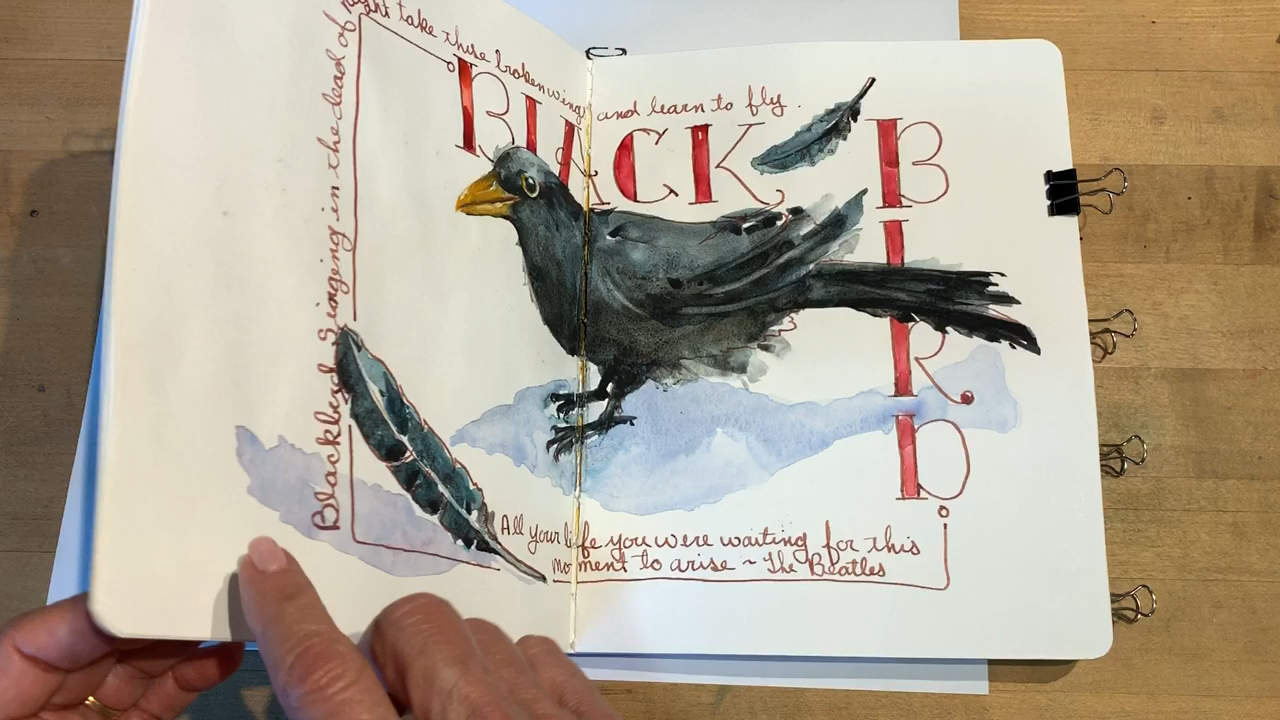 Blackbird Singing in the dead of
night take these broken wings and learn to fly.
BLACK
BIRD
All your life you were waiting for this
moment to arise ~ The Beatles